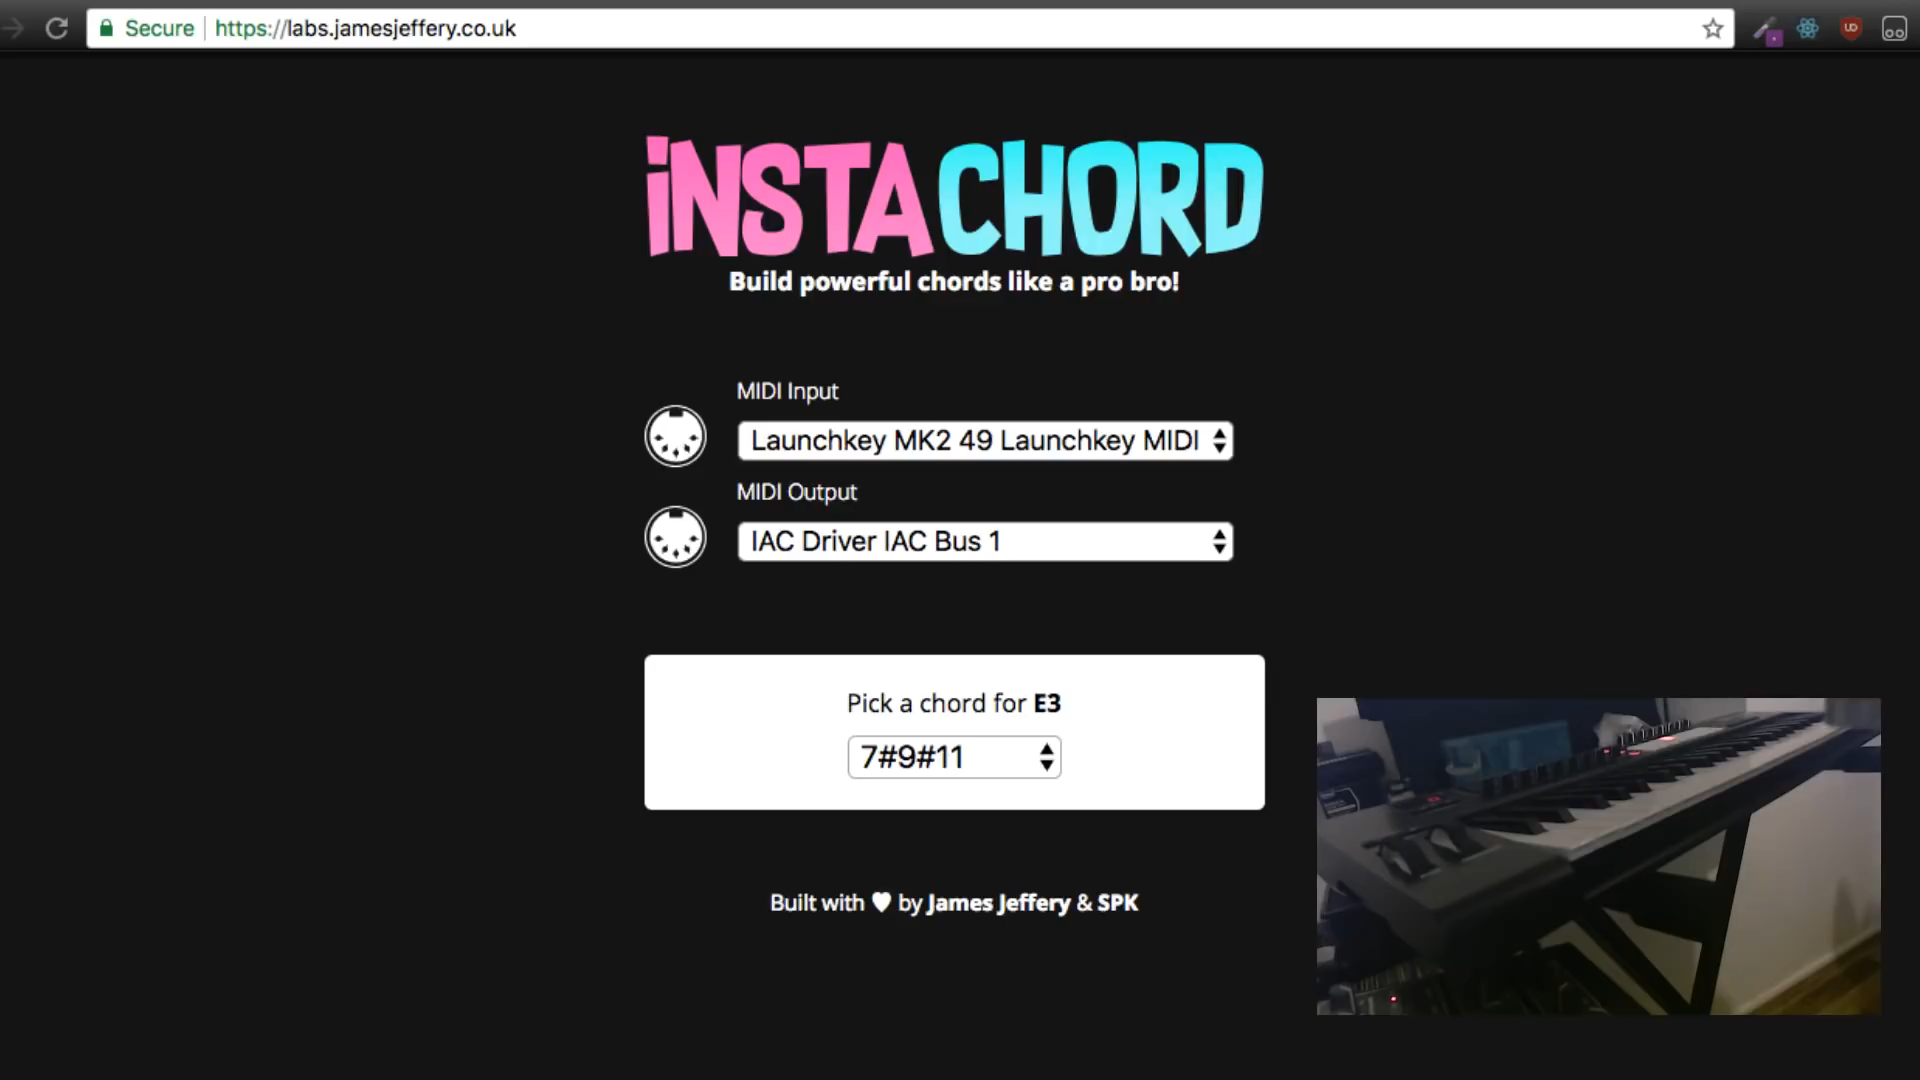 Secure
https://labs.jamesjeffery.co.uk
iNSTACHORD
Build powerful chords like a pro bro!
MIDI Input
Launchkey MK2 49 Launchkey MIDI
MIDI Output
IAC Driver IAC Bus 1
Pick a chord for E3
7#9#11
Built with ♥ by James Jeffery & SPK